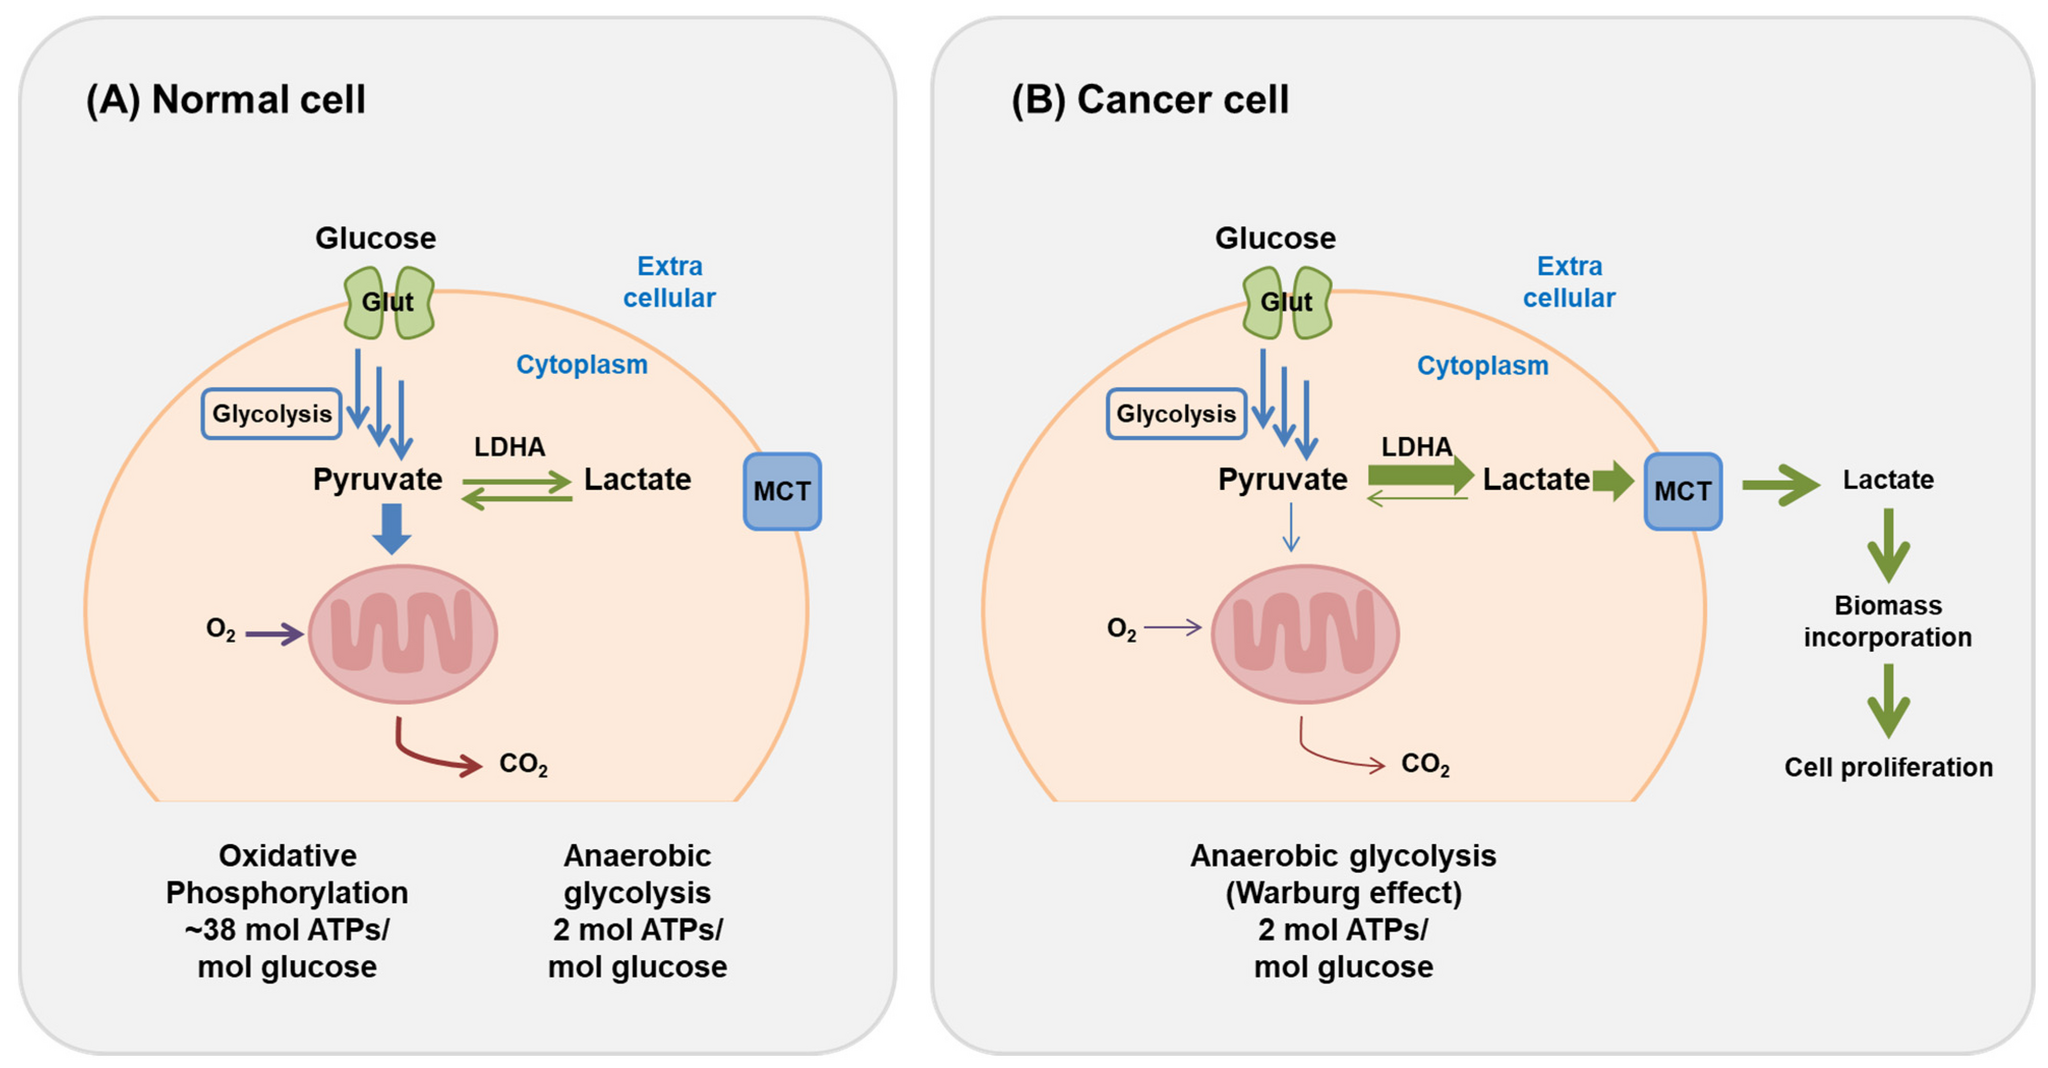 (A) Normal cell
Glucose
Glut
Extra
cellular
Cytoplasm
Glycolysis
LDHA
Pyruvate
Lactate
MCT
O₂
CO₂
Oxidative
Phosphorylation
~38 mol ATPs/
mol glucose
Anaerobic
glycolysis
2 mol ATPs/
mol glucose
(B) Cancer cell
Glucose
Glut
Extra
cellular
Cytoplasm
Glycolysis
LDHA
Pyruvate
Lactate
MCT
Lactate
Biomass
incorporation
Cell proliferation
O₂
CO₂
Anaerobic glycolysis
(Warburg effect)
2 mol ATPs/
mol glucose